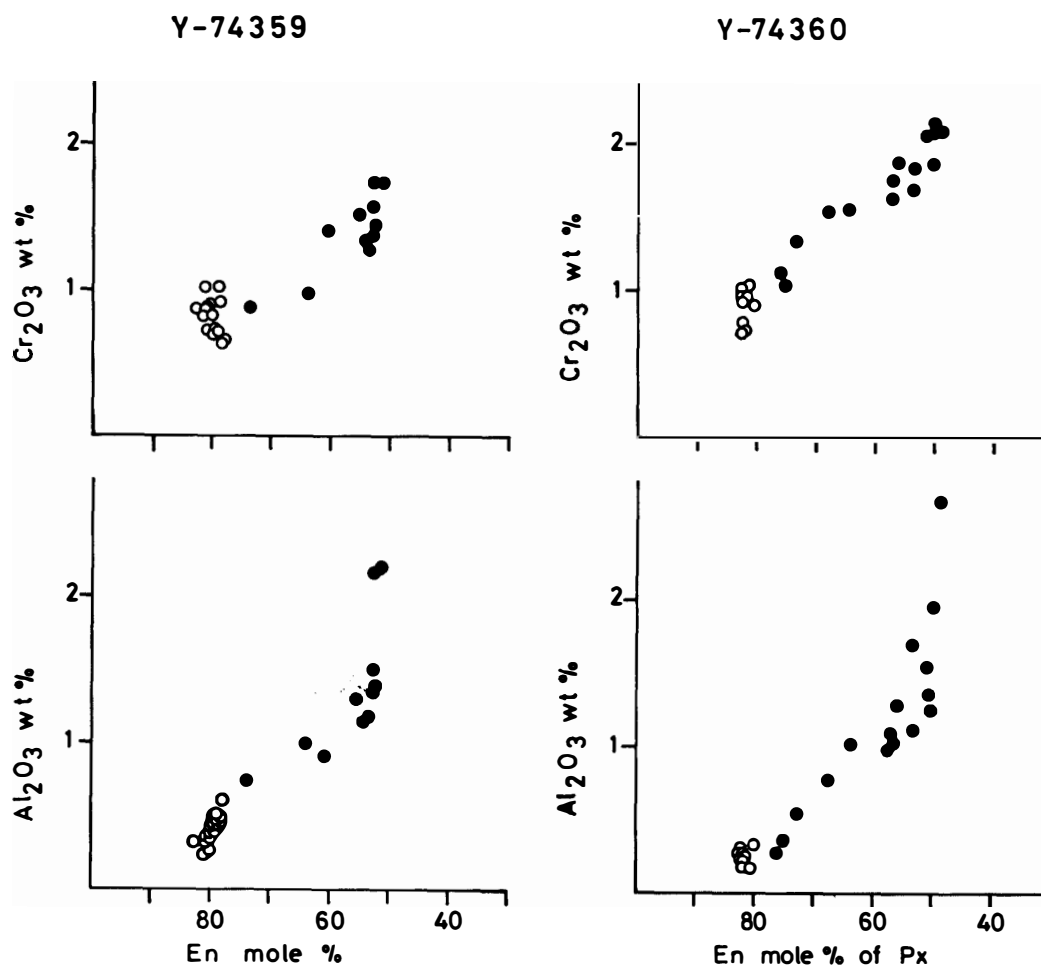 Y-74359
Y-74360
2
1
Cr2O3 wt %
2
1
Cr2O3 wt %
2
1
Al2O3 wt %
80 60 40
En mole %
2
1
Al2O3 wt %
80 60 40
En mole % of Px